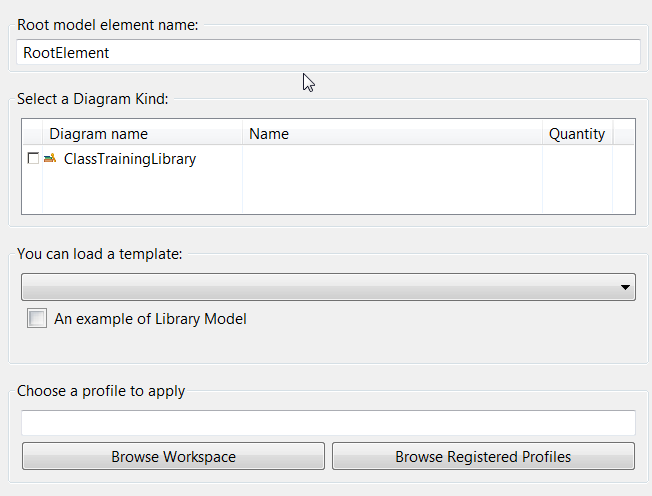 Root model element name:
RootElement
Select a Diagram Kind:
Diagram name Name Quantity
ClassTrainingLibrary
You can load a template:
An example of Library Model
Choose a profile to apply
Browse Workspace Browse Registered Profiles